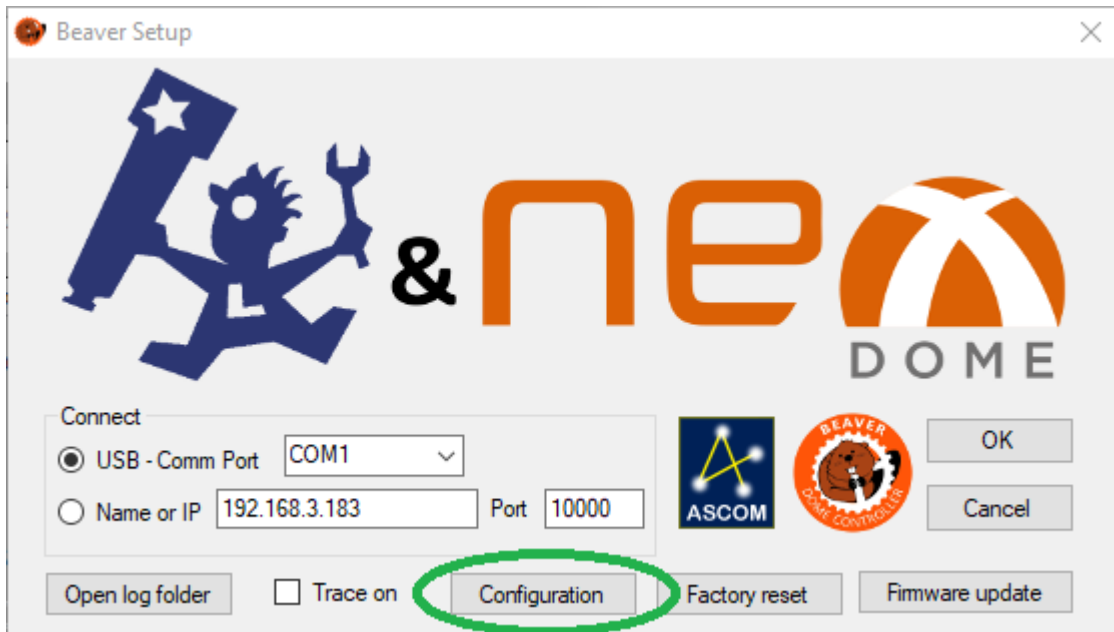 Beaver Setup
L
& nex
DOME
Connect
USB - Comm Port COM1
Name or IP 192.168.3.183 Port 10000
ASCOM
BEAVER
DOME CONTROLLER
OK
Cancel
Open log folder
Trace on
Configuration
Factory reset
Firmware update